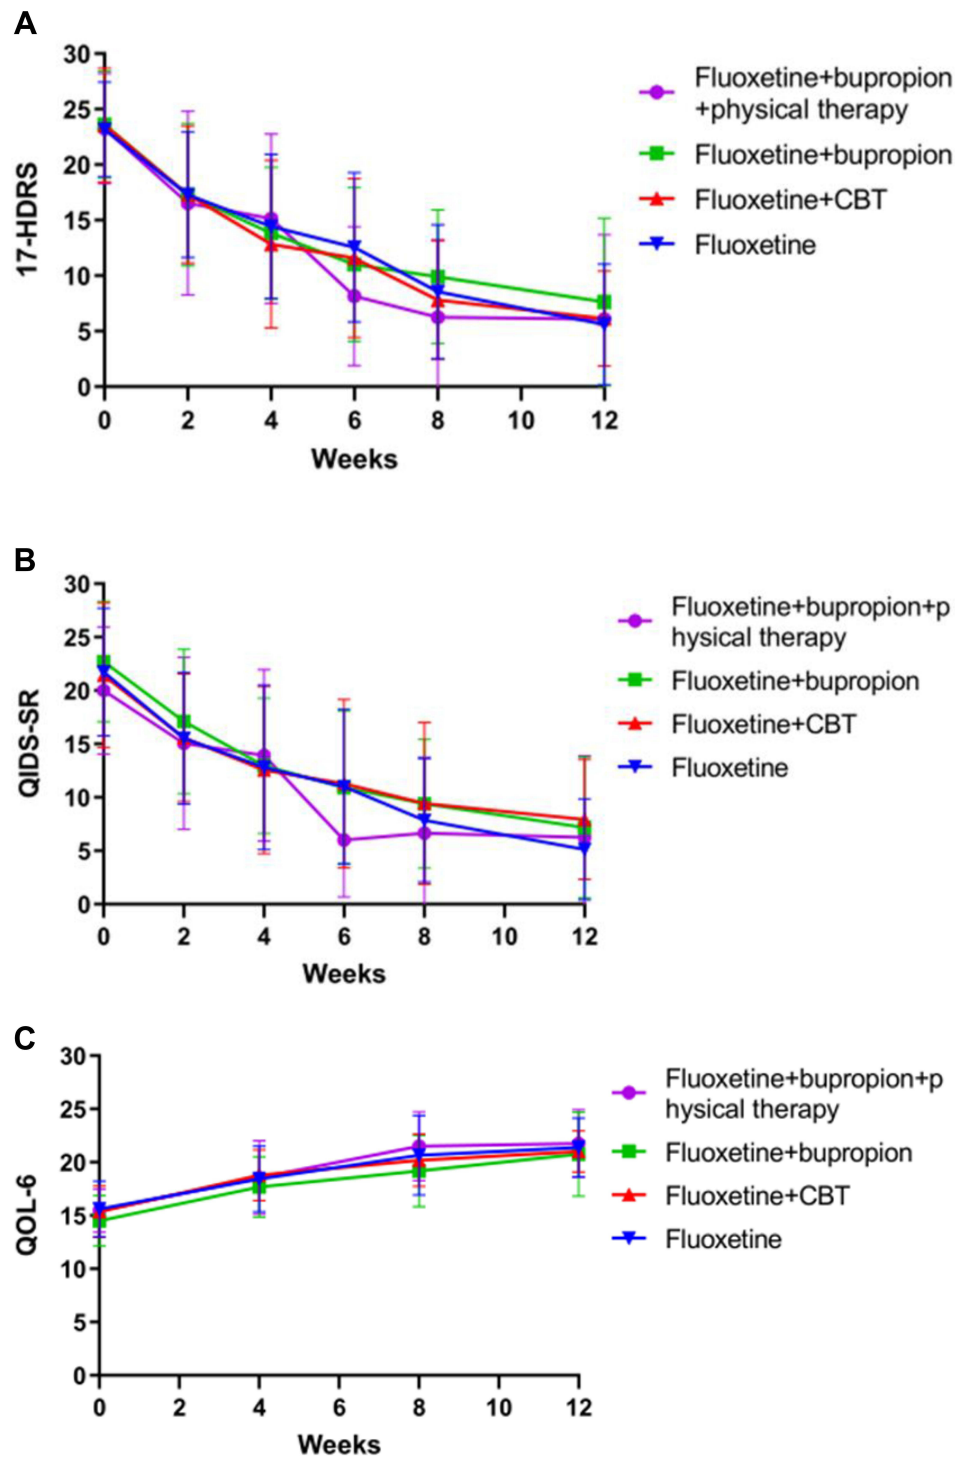 A
30
25
20
15
10
5
0
17-HDRS
0 2 4 6 8 10 12
Weeks
Fluoxetine+bupropion
+physical therapy
Fluoxetine+bupropion
Fluoxetine+CBT
Fluoxetine
B
30
25
20
15
10
5
0
QIDS-SR
0 2 4 6 8 10 12
Weeks
Fluoxetine+bupropion+p
hysical therapy
Fluoxetine+bupropion
Fluoxetine+CBT
Fluoxetine
C
30
25
20
15
10
5
0
QOL-6
0 2 4 6 8 10 12
Weeks
Fluoxetine+bupropion+p
hysical therapy
Fluoxetine+bupropion
Fluoxetine+CBT
Fluoxetine